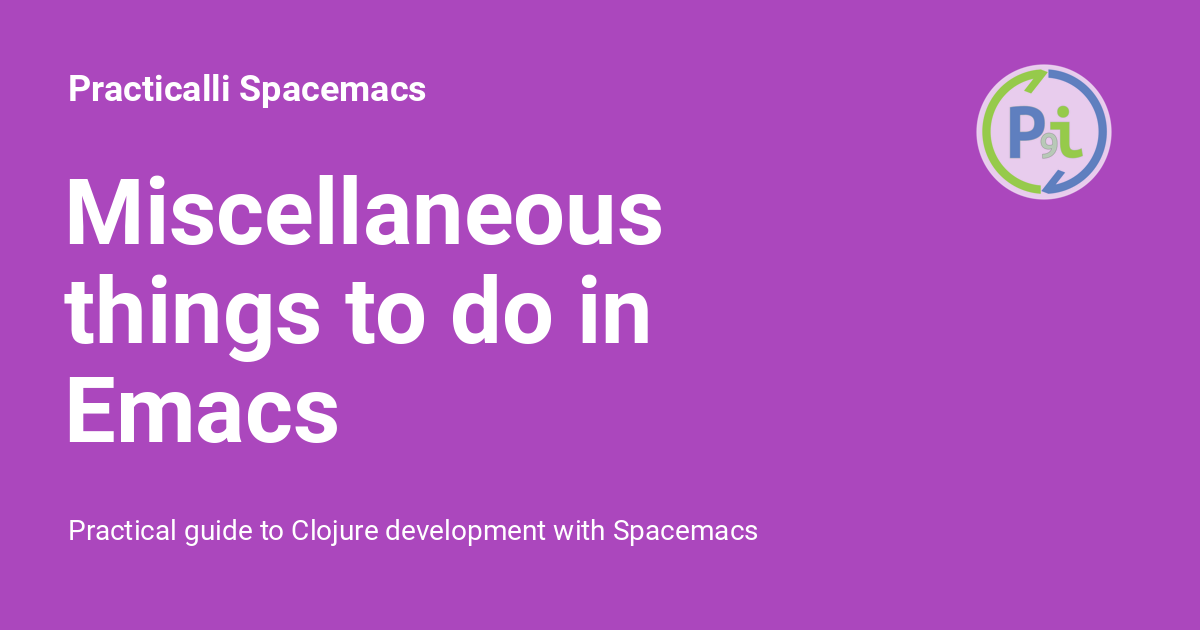 Practicalli Spacemacs
P9i
Miscellaneous
things to do in
Emacs
Practical guide to Clojure development with Spacemacs